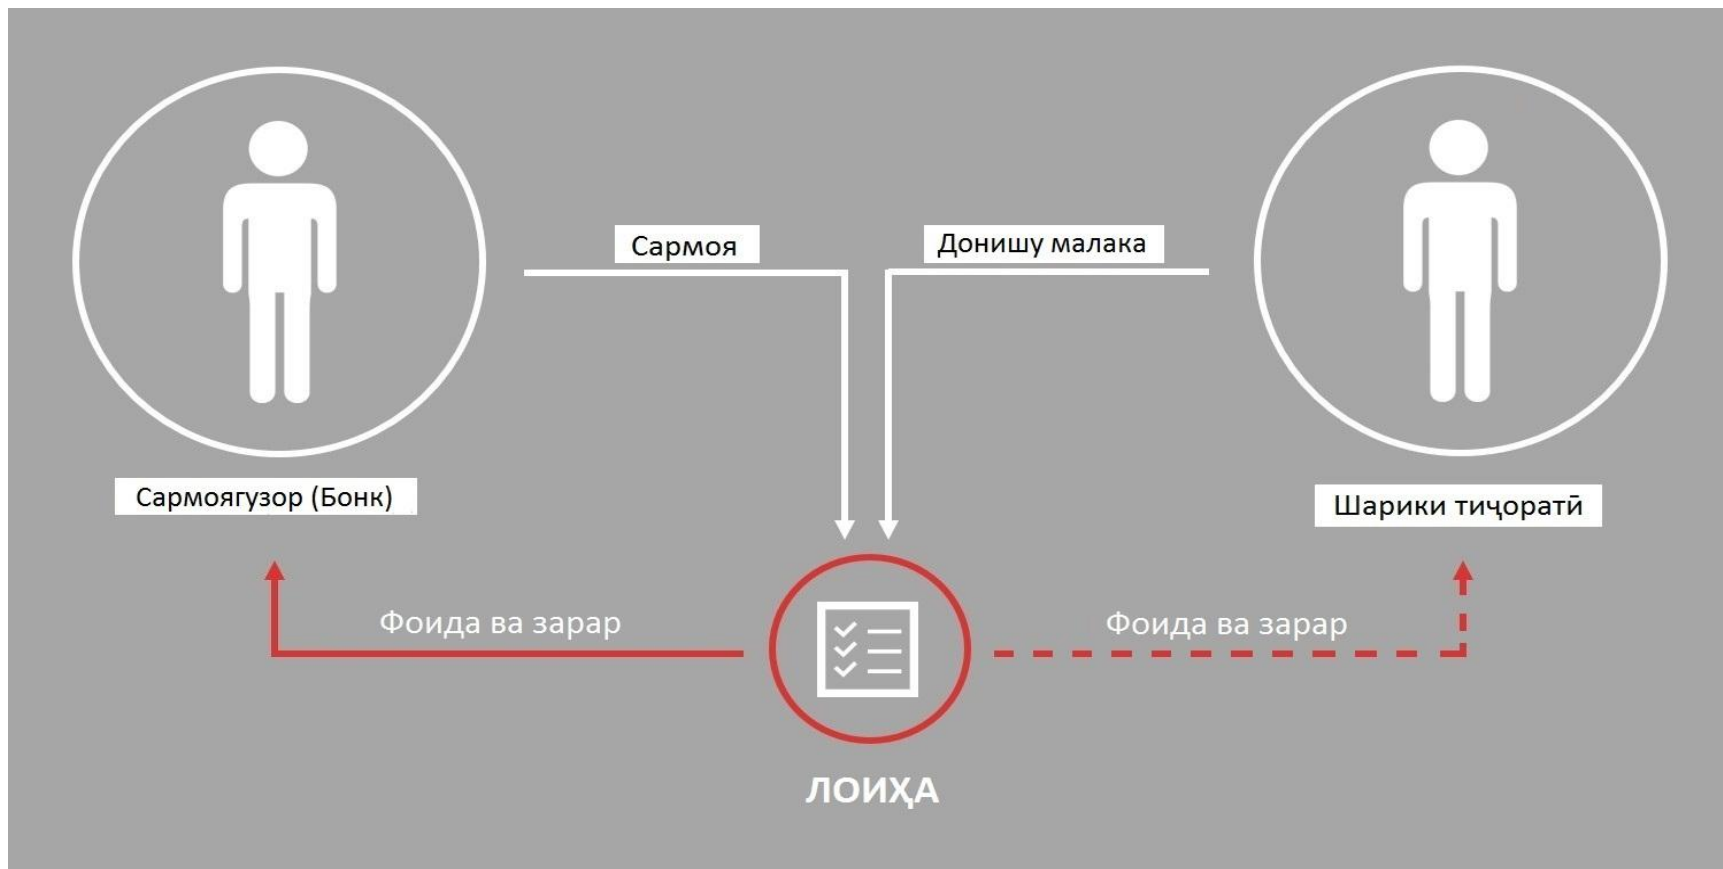 Сармоя
Донишу малака
Сармоягузор (Бонк)
Шарики тиҷоратӣ
Фоида ва зарар
Фоида ва зарар
ЛОИҲА